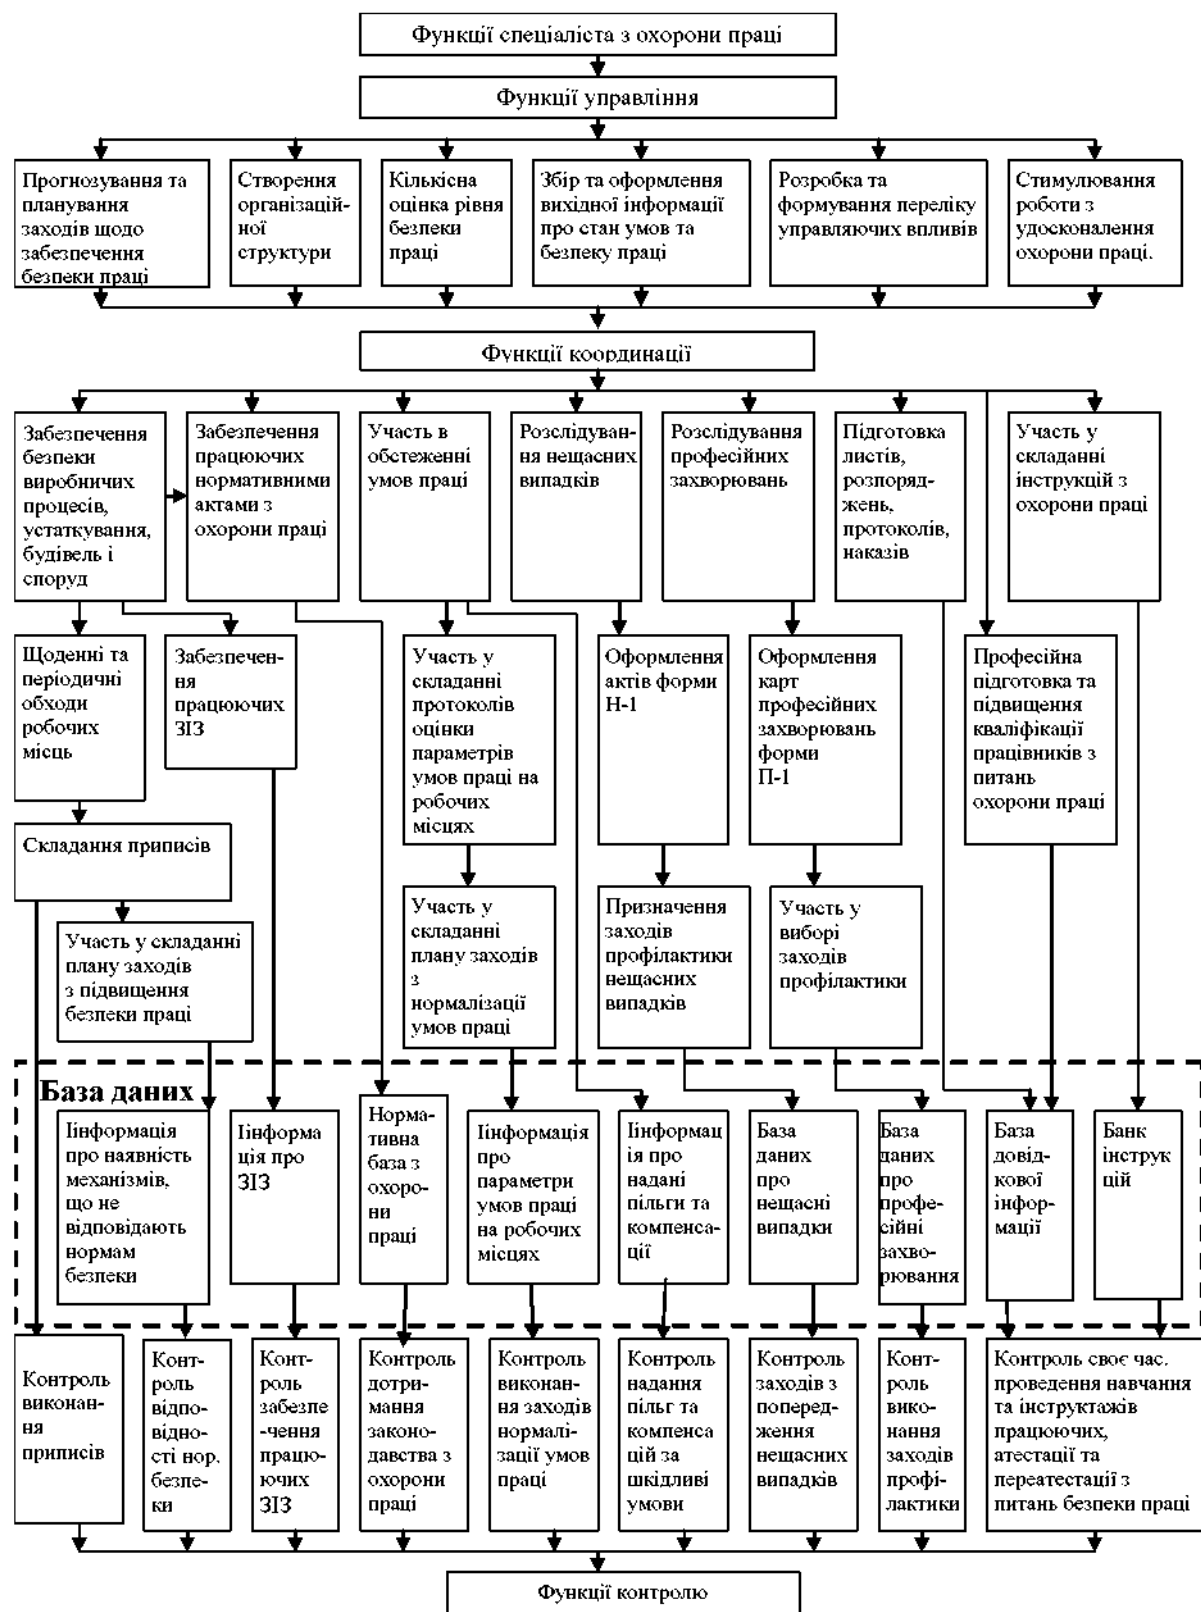 Функції спеціаліста з охорони праці
Функції управління
Прогнозування та
планування
заходів щодо
забезпечення
безпеки праці
Створення
організацій-
ної
структури
Кількісна
оцінка рівня
безпеки
праці
Збір та оформлення
вихідної інформації
про стан умов та
безпеку праці
Розробка та
формування переліку
управляючих впливів
Стимулювання
роботи з
удосконалення
охорони праці.
Функції координації
Забезпечення
безпеки
виробничих
процесів,
устаткування,
будівель і
споруд
Забезпечення
працюючих
нормативними
актами з
охорони праці
Участь в
обстеженні
умов праці
Розслідуван-
ня нещасних
випадків
Розслідування
професійних
захворювань
Підготовка
листів,
розпоряд-
жень,
протоколів,
наказів
Участь у
складанні
інструкцій з
охорони праці
Щоденні та
періодичні
обходи
робочих
місць
Забезпечен-
ня
працюючих
ЗІЗ
Участь у
складанні
протоколів
оцінки
параметрів
умов праці на
робочих
місцях
Оформлення
актів форми
Н-1
Оформлення
карт
професійних
захворювань
форми
П-1
Професійна
підготовка та
підвищення
кваліфікації
працівників з
питань
охорони праці
Складання приписів
Участь у складанні
плану заходів
з підвищення
безпеки праці
Участь у
складанні
плану заходів
з
нормалізації
умов праці
Призначення
заходів
профілактики
нещасних
випадків
Участь у
виборі
заходів
профілактики
База даних
Іінформація
про наявність
механізмів,
що не
відповідають
нормам
безпеки
Іінформа
ція про
ЗІЗ
Норма-
тивна
база з
охоро-
ни
праці
Іінформація
про
параметри
умов праці
на робочих
місцях
Іінформац
ія про
надані
пільги та
компенса-
ції
База
даних
про
нещасні
випадки
База
даних
про
профе-
сійні
захво-
рювання
База
довід-
кової
інфор-
мації
Банк
інструк
цій
Контроль
виконан-
ня
приписів
Конт-
роль
відпо-
відності
нор.
безпе-
ки
Конт-
роль
забезпе
-чення
працю-
ючих
ЗІЗ
Контроль
дотри-
мання
зако­но-
давства з
охорони
праці
Контроль
виконан-
ня заходів
нормалі-
зації умов
праці
Контроль
надання
пільг та
компенса
цій за
шкідливі
умови
Контроль
заходів з
поперед-
ження
нещасних
випадків
Конт-
роль
вико-
нання
заходів
профі-
лактики
Контроль своє час.
проведення навчання
та інструктажів
працюючих,
атестації та
переатестації з
питань безпеки праці
Функції контролю